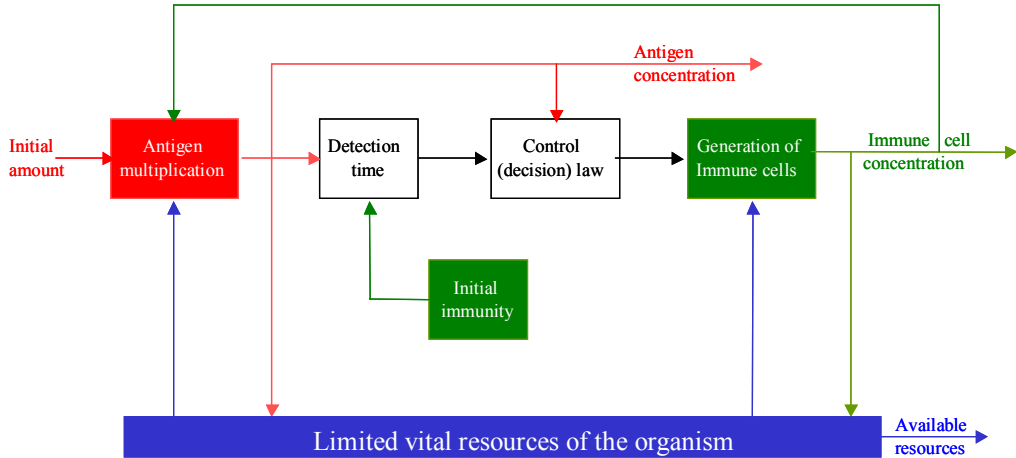 Antigen
concentration
Initial
amount
Antigen
multiplication
Detection
time
Control
(decision) law
Generation of
Immune cells
Immune cell
concentration
Initial
immunity
Limited vital resources of the organism
Available
resources